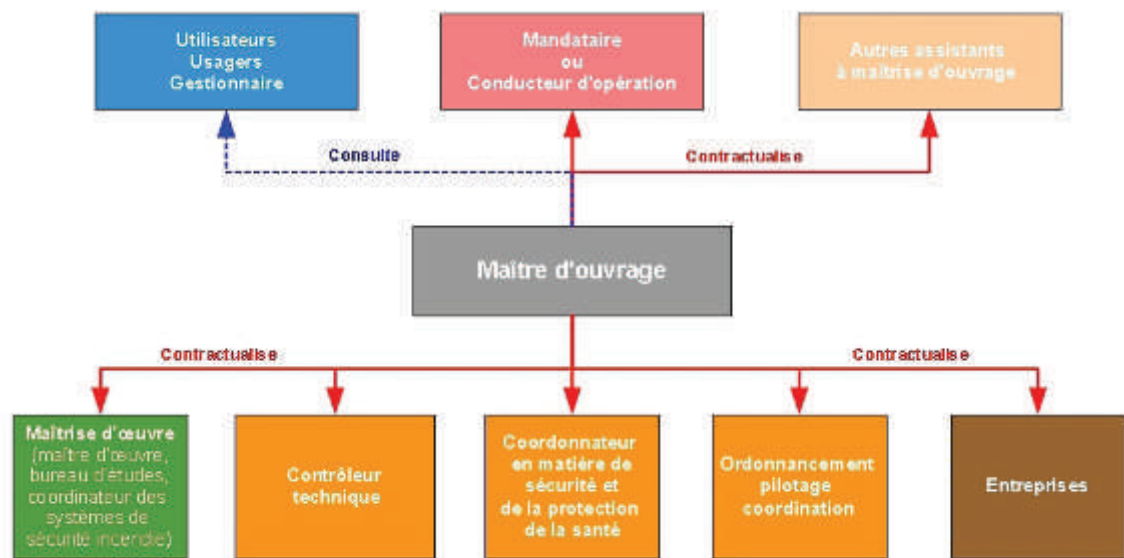 Utilisateurs
Usagers
Gestionnaire
Mandataire
ou
Conducteur d'opération
Autres assistants
à maîtrise d'ouvrage
Consulte
Contractualise
Maître d'ouvrage
Contractualise
Contractualise
Maîtrise d'œuvre
(maître d'œuvre,
bureau d'études,
coordinateur des
systèmes de
sécurité incendie)
Contrôleur
technique
Coordonnateur
en matière de
sécurité et
de la protection
de la santé
Ordonnancement
pilotage
coordination
Entreprises